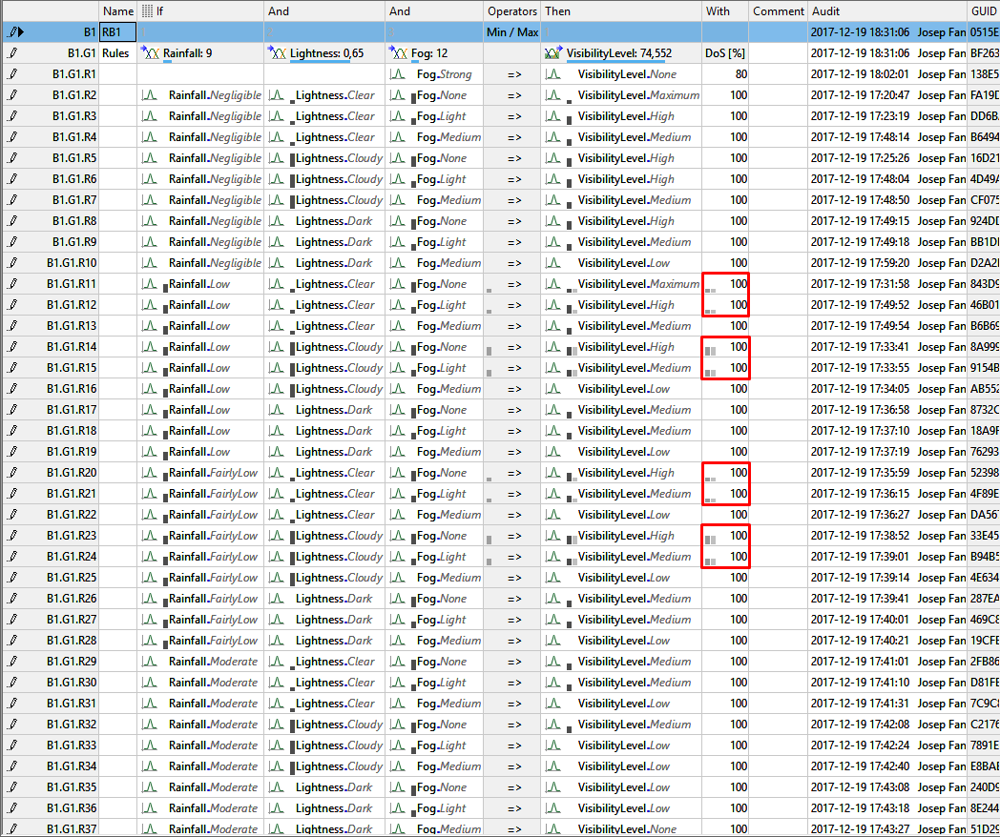 Name If And And Operators Then With Comment Audit GUID
B1 RB1 Min / Max 2017-12-19 18:31:06 Josep Fan 0515E
B1.G1 Rules Rainfall: 9 Lightness: 0,65 Fog: 12 VisibilityLevel: 74,552 DoS [%] 2017-12-19 18:31:06 Josep Fan BF263
B1.G1.R1 Fog.Strong => VisibilityLevel.None 80 2017-12-19 18:02:01 Josep Fan 138E5
B1.G1.R2 Rainfall.Negligible Lightness.Clear Fog.None => VisibilityLevel.Maximum 100 2017-12-19 17:20:47 Josep Fan FA19D
B1.G1.R3 Rainfall.Negligible Lightness.Clear Fog.Light => VisibilityLevel.High 100 2017-12-19 17:23:19 Josep Fan DD6B
B1.G1.R4 Rainfall.Negligible Lightness.Clear Fog.Medium => VisibilityLevel.Medium 100 2017-12-19 17:48:14 Josep Fan B6494
B1.G1.R5 Rainfall.Negligible Lightness.Cloudy Fog.None => VisibilityLevel.High 100 2017-12-19 17:25:26 Josep Fan 16D21
B1.G1.R6 Rainfall.Negligible Lightness.Cloudy Fog.Light => VisibilityLevel.High 100 2017-12-19 17:48:04 Josep Fan 4D49A
B1.G1.R7 Rainfall.Negligible Lightness.Cloudy Fog.Medium => VisibilityLevel.Medium 100 2017-12-19 17:48:50 Josep Fan CF075
B1.G1.R8 Rainfall.Negligible Lightness.Dark Fog.None => VisibilityLevel.High 100 2017-12-19 17:49:15 Josep Fan 924DD
B1.G1.R9 Rainfall.Negligible Lightness.Dark Fog.Light => VisibilityLevel.Medium 100 2017-12-19 17:49:18 Josep Fan BB1DE
B1.G1.R10 Rainfall.Negligible Lightness.Dark Fog.Medium => VisibilityLevel.Low 100 2017-12-19 17:59:20 Josep Fan D2A2
B1.G1.R11 Rainfall.Low Lightness.Clear Fog.None => VisibilityLevel.Maximum 100 2017-12-19 17:31:58 Josep Fan 843D9
B1.G1.R12 Rainfall.Low Lightness.Clear Fog.Light => VisibilityLevel.High 100 2017-12-19 17:49:52 Josep Fan 46B01
B1.G1.R13 Rainfall.Low Lightness.Clear Fog.Medium => VisibilityLevel.Medium 100 2017-12-19 17:49:54 Josep Fan B6B69
B1.G1.R14 Rainfall.Low Lightness.Cloudy Fog.None => VisibilityLevel.High 100 2017-12-19 17:33:41 Josep Fan 8A999
B1.G1.R15 Rainfall.Low Lightness.Cloudy Fog.Light => VisibilityLevel.Medium 100 2017-12-19 17:33:55 Josep Fan 9154B
B1.G1.R16 Rainfall.Low Lightness.Cloudy Fog.Medium => VisibilityLevel.Low 100 2017-12-19 17:34:05 Josep Fan AB552
B1.G1.R17 Rainfall.Low Lightness.Dark Fog.None => VisibilityLevel.Medium 100 2017-12-19 17:36:58 Josep Fan 8732C
B1.G1.R18 Rainfall.Low Lightness.Dark Fog.Light => VisibilityLevel.Medium 100 2017-12-19 17:37:10 Josep Fan 18A9F
B1.G1.R19 Rainfall.Low Lightness.Dark Fog.Medium => VisibilityLevel.Low 100 2017-12-19 17:37:19 Josep Fan 76293
B1.G1.R20 Rainfall.FairlyLow Lightness.Clear Fog.None => VisibilityLevel.High 100 2017-12-19 17:35:59 Josep Fan 52398
B1.G1.R21 Rainfall.FairlyLow Lightness.Clear Fog.Light => VisibilityLevel.Medium 100 2017-12-19 17:36:15 Josep Fan 4F89E
B1.G1.R22 Rainfall.FairlyLow Lightness.Clear Fog.Medium => VisibilityLevel.Low 100 2017-12-19 17:36:27 Josep Fan DA56
B1.G1.R23 Rainfall.FairlyLow Lightness.Cloudy Fog.None => VisibilityLevel.High 100 2017-12-19 17:38:52 Josep Fan 33E45
B1.G1.R24 Rainfall.FairlyLow Lightness.Cloudy Fog.Light => VisibilityLevel.Medium 100 2017-12-19 17:39:01 Josep Fan B94B5
B1.G1.R25 Rainfall.FairlyLow Lightness.Cloudy Fog.Medium => VisibilityLevel.Low 100 2017-12-19 17:39:14 Josep Fan 4E634
B1.G1.R26 Rainfall.FairlyLow Lightness.Dark Fog.None => VisibilityLevel.Medium 100 2017-12-19 17:39:41 Josep Fan 287EA
B1.G1.R27 Rainfall.FairlyLow Lightness.Dark Fog.Light => VisibilityLevel.Medium 100 2017-12-19 17:40:01 Josep Fan 469C8
B1.G1.R28 Rainfall.FairlyLow Lightness.Dark Fog.Medium => VisibilityLevel.Low 100 2017-12-19 17:40:21 Josep Fan 19CFE
B1.G1.R29 Rainfall.Moderate Lightness.Clear Fog.None => VisibilityLevel.Medium 100 2017-12-19 17:41:01 Josep Fan 2FB86
B1.G1.R30 Rainfall.Moderate Lightness.Clear Fog.Light => VisibilityLevel.Medium 100 2017-12-19 17:41:10 Josep Fan D81FE
B1.G1.R31 Rainfall.Moderate Lightness.Clear Fog.Medium => VisibilityLevel.Low 100 2017-12-19 17:41:31 Josep Fan 7C9C
B1.G1.R32 Rainfall.Moderate Lightness.Cloudy Fog.None => VisibilityLevel.Medium 100 2017-12-19 17:42:08 Josep Fan C2176
B1.G1.R33 Rainfall.Moderate Lightness.Cloudy Fog.Light => VisibilityLevel.Low 100 2017-12-19 17:42:24 Josep Fan 7891E
B1.G1.R34 Rainfall.Moderate Lightness.Cloudy Fog.Medium => VisibilityLevel.Low 100 2017-12-19 17:42:40 Josep Fan E8BAE
B1.G1.R35 Rainfall.Moderate Lightness.Dark Fog.None => VisibilityLevel.Low 100 2017-12-19 17:43:08 Josep Fan 240D9
B1.G1.R36 Rainfall.Moderate Lightness.Dark Fog.Light => VisibilityLevel.Low 100 2017-12-19 17:43:18 Josep Fan 8E244
B1.G1.R37 Rainfall.Moderate Lightness.Dark Fog.Medium => VisibilityLevel.None 100 2017-12-19 17:43:27 Josep Fan 51D29